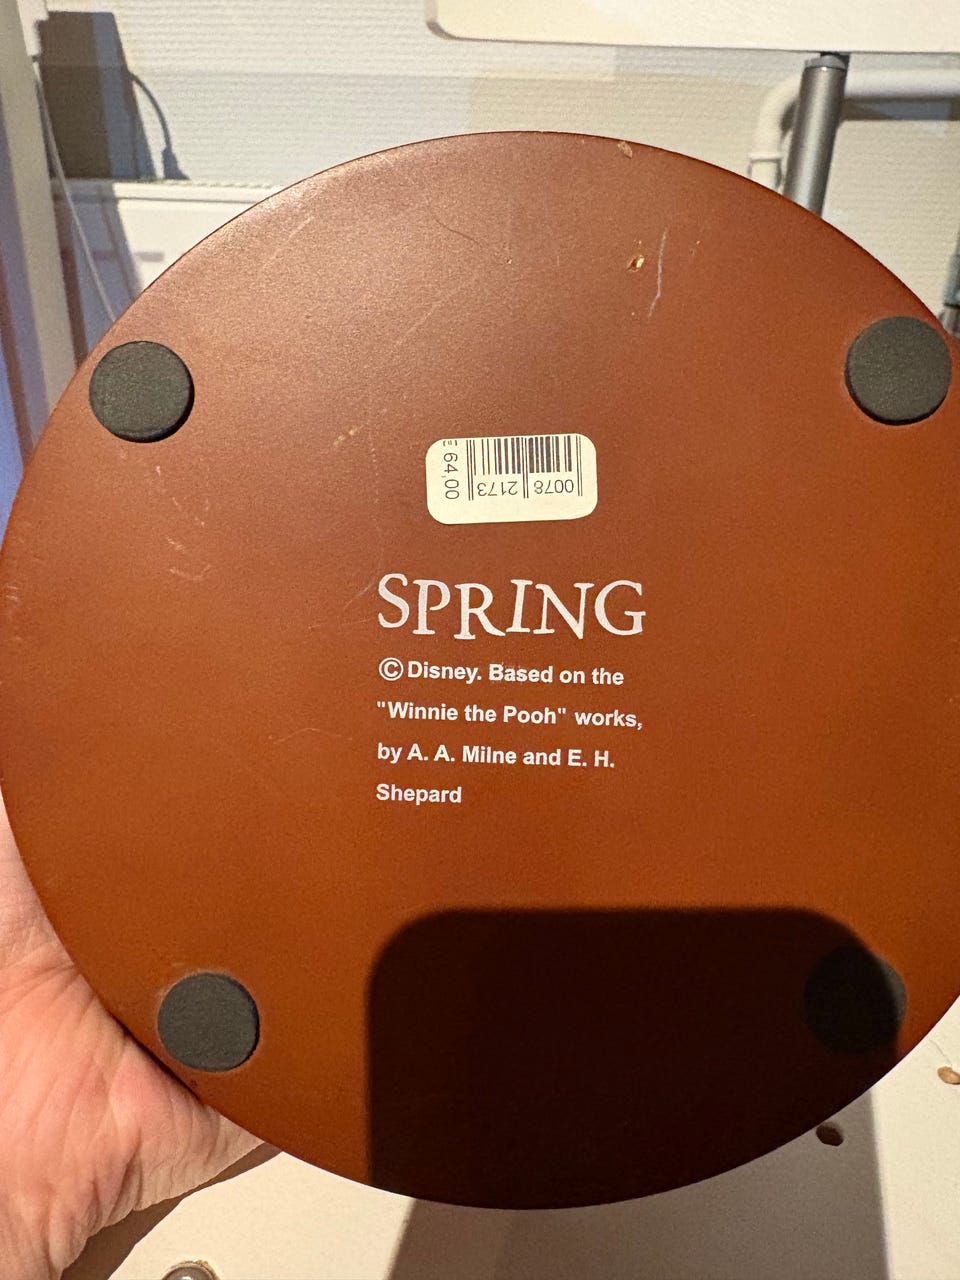 64,00
0078 2173
SPRING
© Disney. Based on the
"Winnie the Pooh" works,
by A. A. Milne and E. H.
Shepard